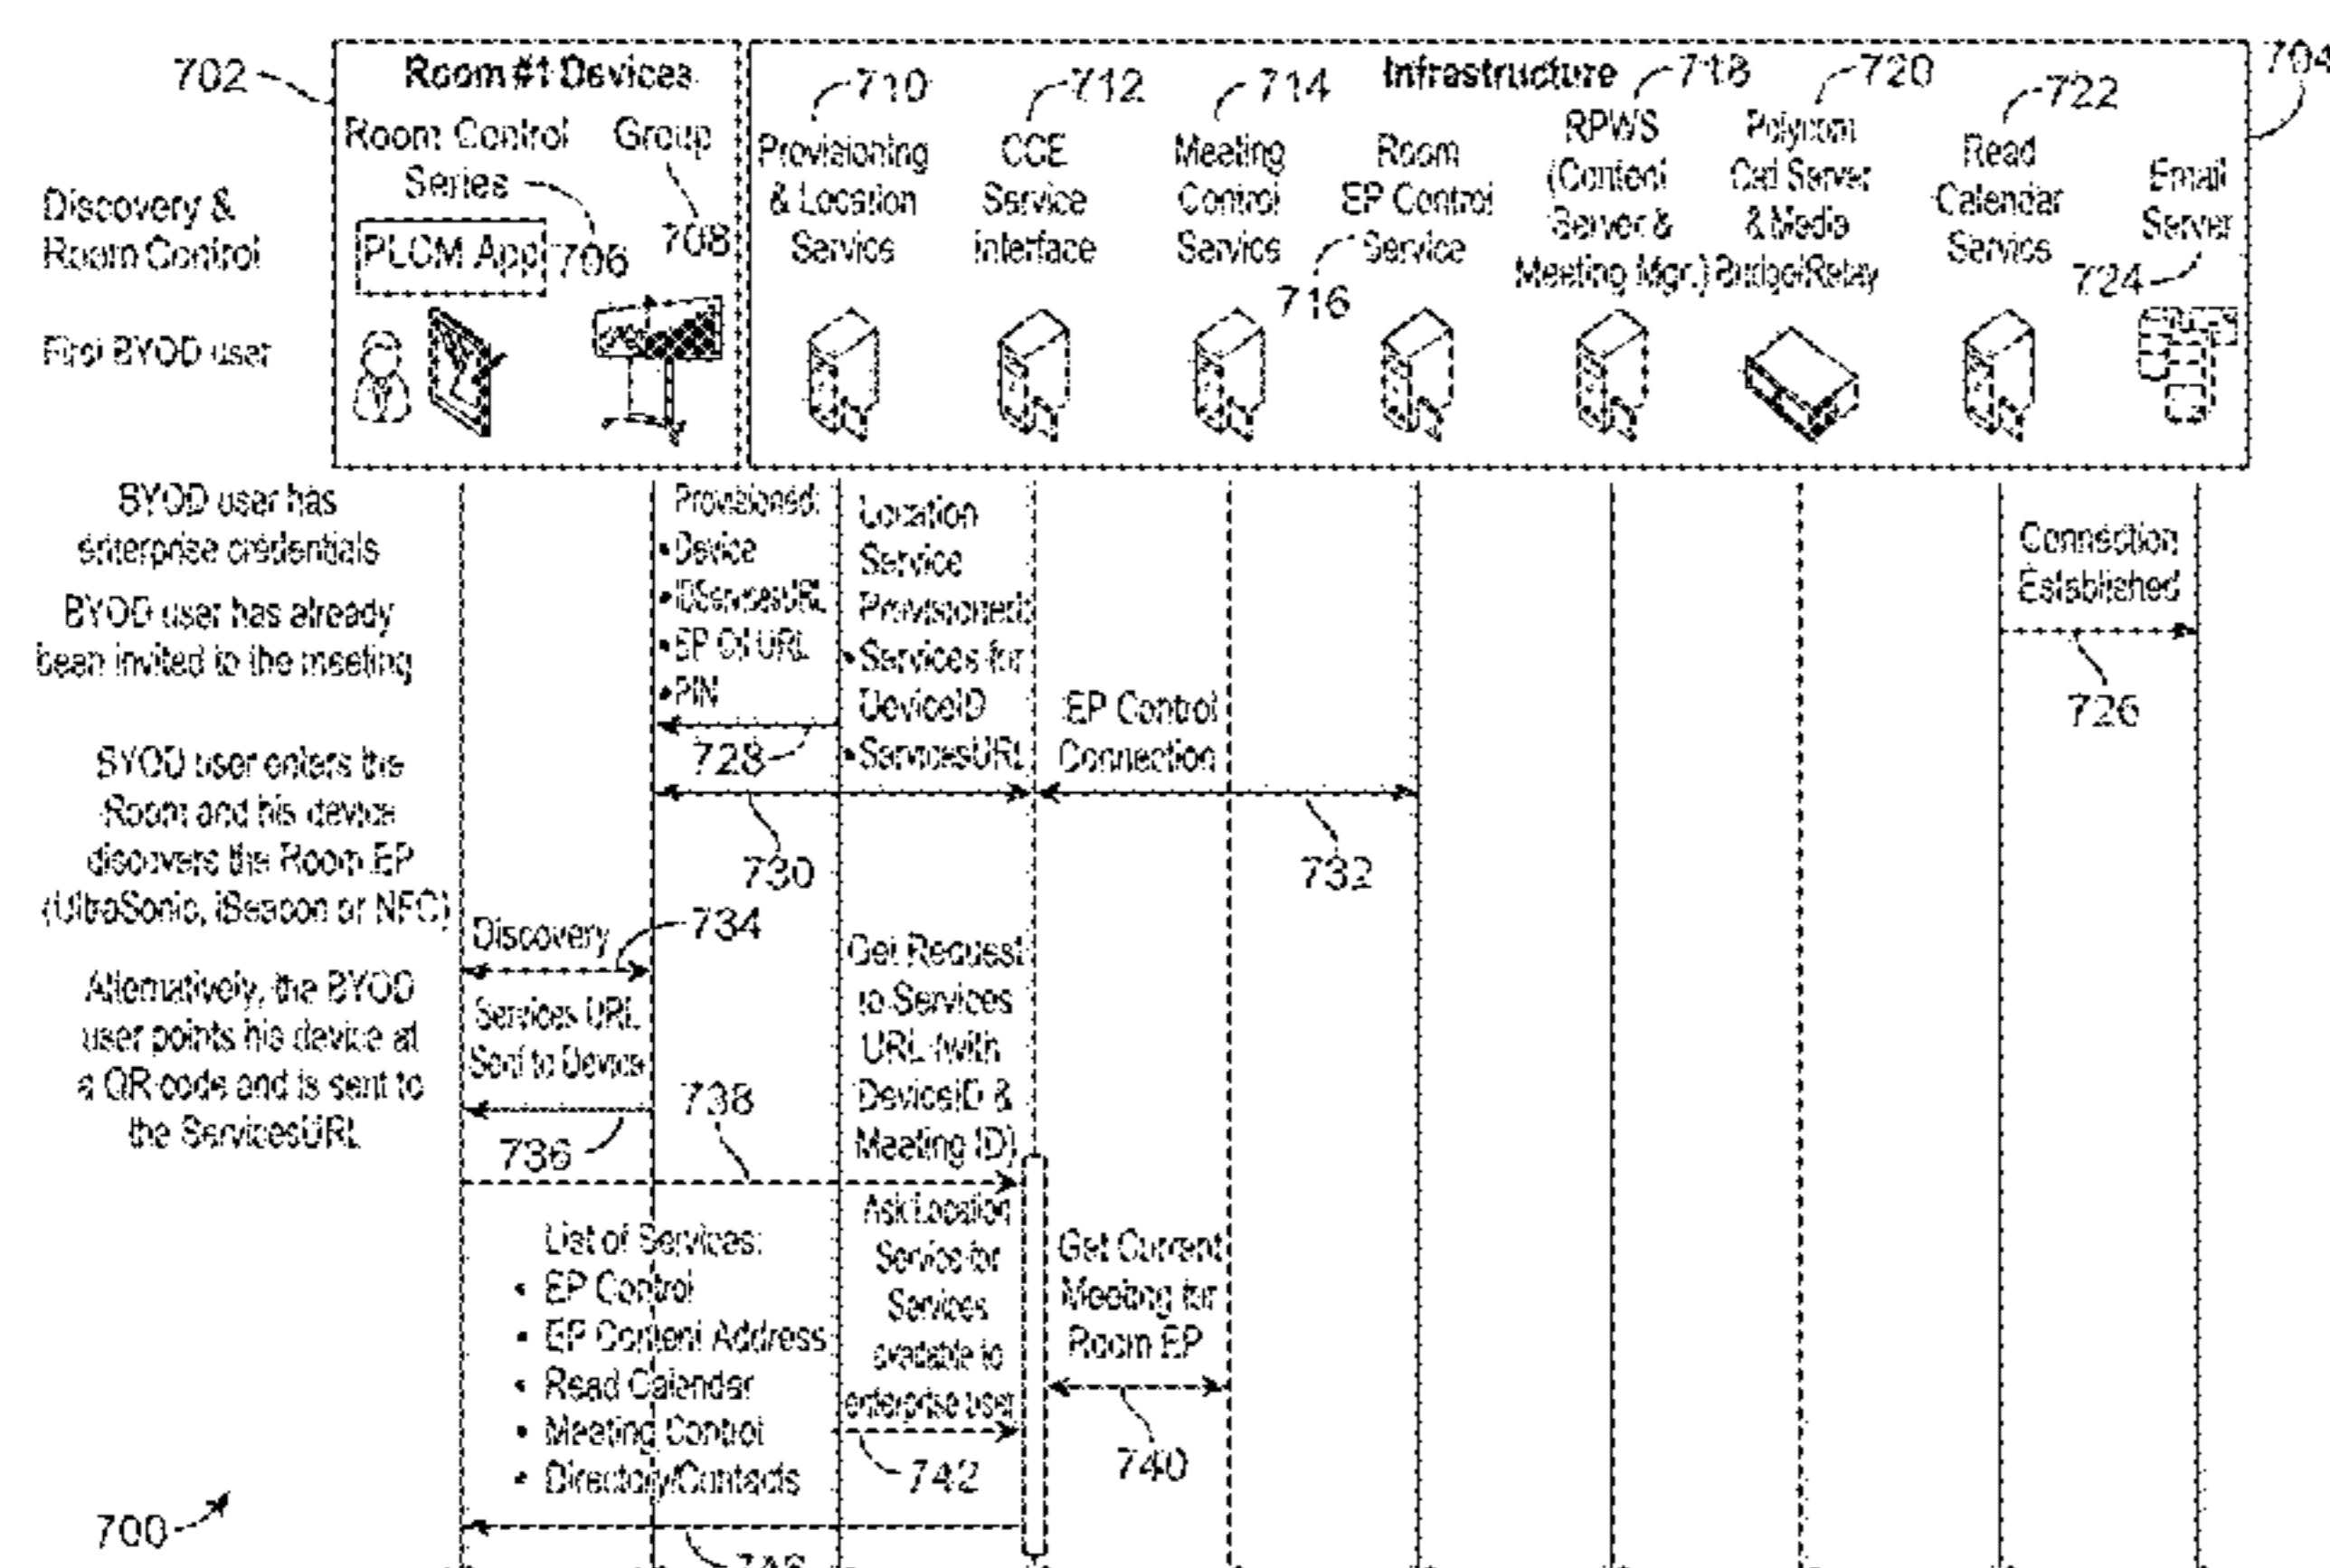 702
Room #1 Devices
Room Control
Series
Group
PLCM App
706
708
Infrastructure
704
710
Provisioning
& Location
Service
712
CCE
Service
Interface
714
Meeting
Control
Service
Room
EP Control
Service
716
718
RPWS
(Content
Server &
Meeting Mgr.)
720
Polycom
Call Server
& Media
Bridge/Relay
722
Read
Calendar
Service
Email
Server
724
Discovery &
Room Control
First BYOD user
BYOD user has
enterprise credentials
BYOD user has already
been invited to the meeting
BYOD user enters the
Room and his device
discovers the Room EP
(UltraSonic, iBeacon or NFC)
Alternatively, the BYOD
user points his device at
a QR code and is sent to
the ServicesURL
Provisioned:
•Device
•IDServicesURL
•EP Of URL
•PIN
728
Location
Service
Provisioned:
•Services for
DeviceID
•ServicesURL
EP Control
Connection
Connection
Established
726
730
732
Discovery
734
Services URL
Sent to Device
736
738
Get Request
to Services
URL (with
DeviceID &
Meeting ID)
List of Services:
• EP Control
• EP Content Address
• Read Calendar
• Meeting Control
• Directory/Contacts
Ask Location
Service for
Services
available to
enterprise user
742
Get Current
Meeting for
Room EP
740
700